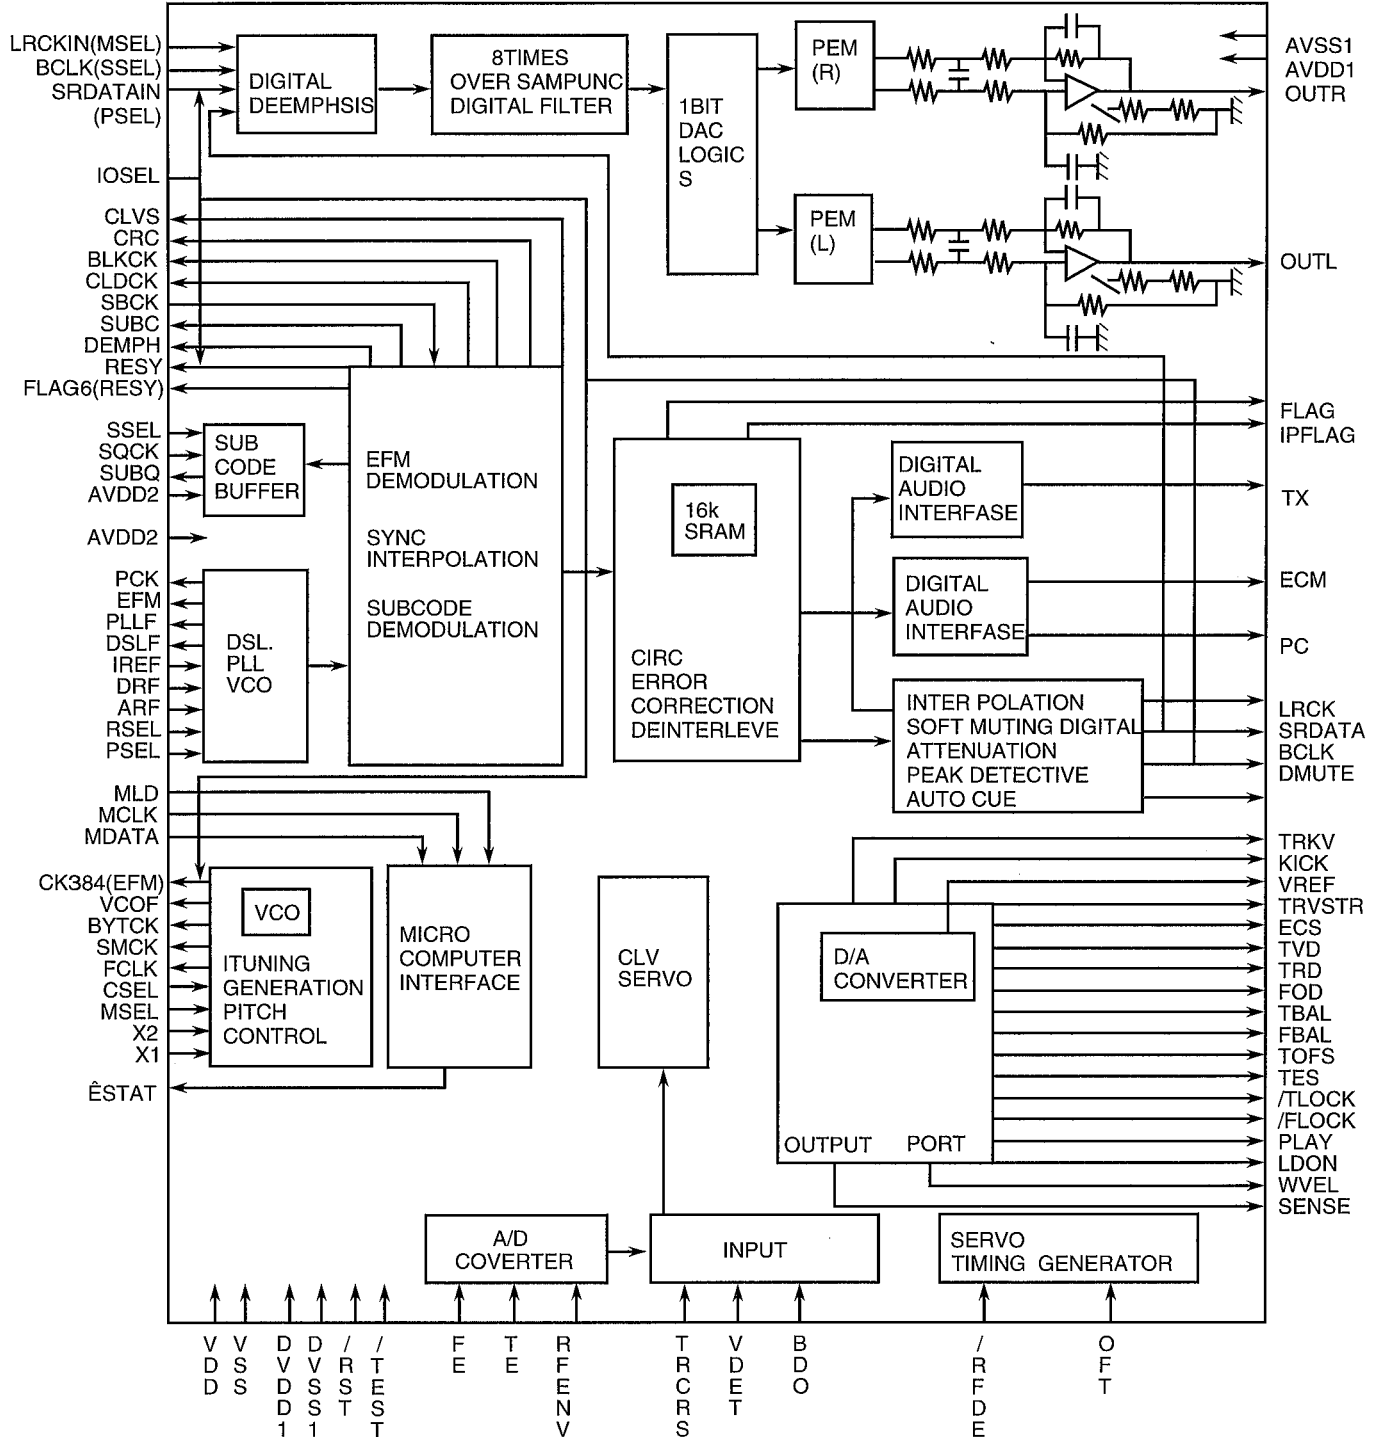 LRCKIN(MSEL)
BCLK(SSEL)
SRDATAIN
(PSEL)
IOSEL
CLVS
CRC
BLKCK
CLDCK
SBCK
SUBC
DEMPH
RESY
FLAG6(RESY)
SSEL
SQCK
SUBQ
AVDD2
AVDD2
PCK
EFM
PLLF
DSLF
IREF
DRF
ARF
RSEL
PSEL
MLD
MCLK
MDATA
CK384(EFM)
VCOF
BYTCK
SMCK
FCLK
CSEL
MSEL
X2
X1
ÊSTAT
DIGITAL
DEEMPHSIS
8TIMES
OVER SAMPUNC
DIGITAL FILTER
1BIT
DAC
LOGIC
S
PEM
(R)
PEM
(L)
SUB
CODE
BUFFER
EFM
DEMODULATION
SYNC
INTERPOLATION
SUBCODE
DEMODULATION
DSL.
PLL
VCO
16k
SRAM
CIRC
ERROR
CORRECTION
DEINTERLEVE
DIGITAL
AUDIO
INTERFASE
DIGITAL
AUDIO
INTERFASE
INTER POLATION
SOFT MUTING DIGITAL
ATTENUATION
PEAK DETECTIVE
AUTO CUE
VCO
ITUNING
GENERATION
PITCH
CONTROL
MICRO
COMPUTER
INTERFACE
CLV
SERVO
D/A
CONVERTER
OUTPUT PORT
A/D
COVERTER
INPUT
SERVO
TIMING GENERATOR
AVSS1
AVDD1
OUTR
OUTL
FLAG
IPFLAG
TX
ECM
PC
LRCK
SRDATA
BCLK
DMUTE
TRKV
KICK
VREF
TRVSTR
ECS
TVD
TRD
FOD
TBAL
FBAL
TOFS
TES
/TLOCK
/FLOCK
PLAY
LDON
WVEL
SENSE
VDD
VSS
DVDD1
DVSS1
/RST
/TEST
FE
TE
RFENV
TRCRS
VDET
BDO
/RFDE
OFT